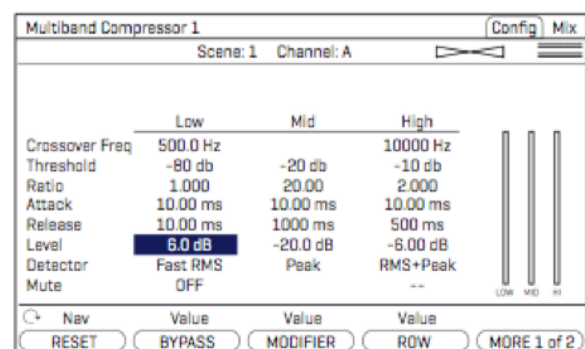 Multiband Compressor 1 Config Mix
Scene: 1 Channel: A
Low Mid High
Crossover Freq 500.0 Hz 10000 Hz
Threshold -80 db -20 db -10 db
Ratio 1.000 20.00 2.000
Attack 10.00 ms 10.00 ms 10.00 ms
Release 10.00 ms 1000 ms 500 ms
Level 6.0 dB -20.0 dB -6.00 dB
Detector Fast RMS Peak RMS+Peak
Mute OFF --
LOW MID HI
Nav Value Value Value
RESET BYPASS MODIFIER ROW MORE 1 of 2